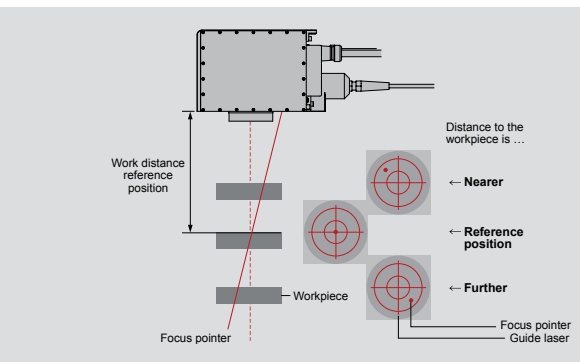 Distance to the
workpiece is ...
Work distance
reference
position
← Nearer
← Reference
position
← Further
Workpiece
Focus pointer
Focus pointer
Guide laser